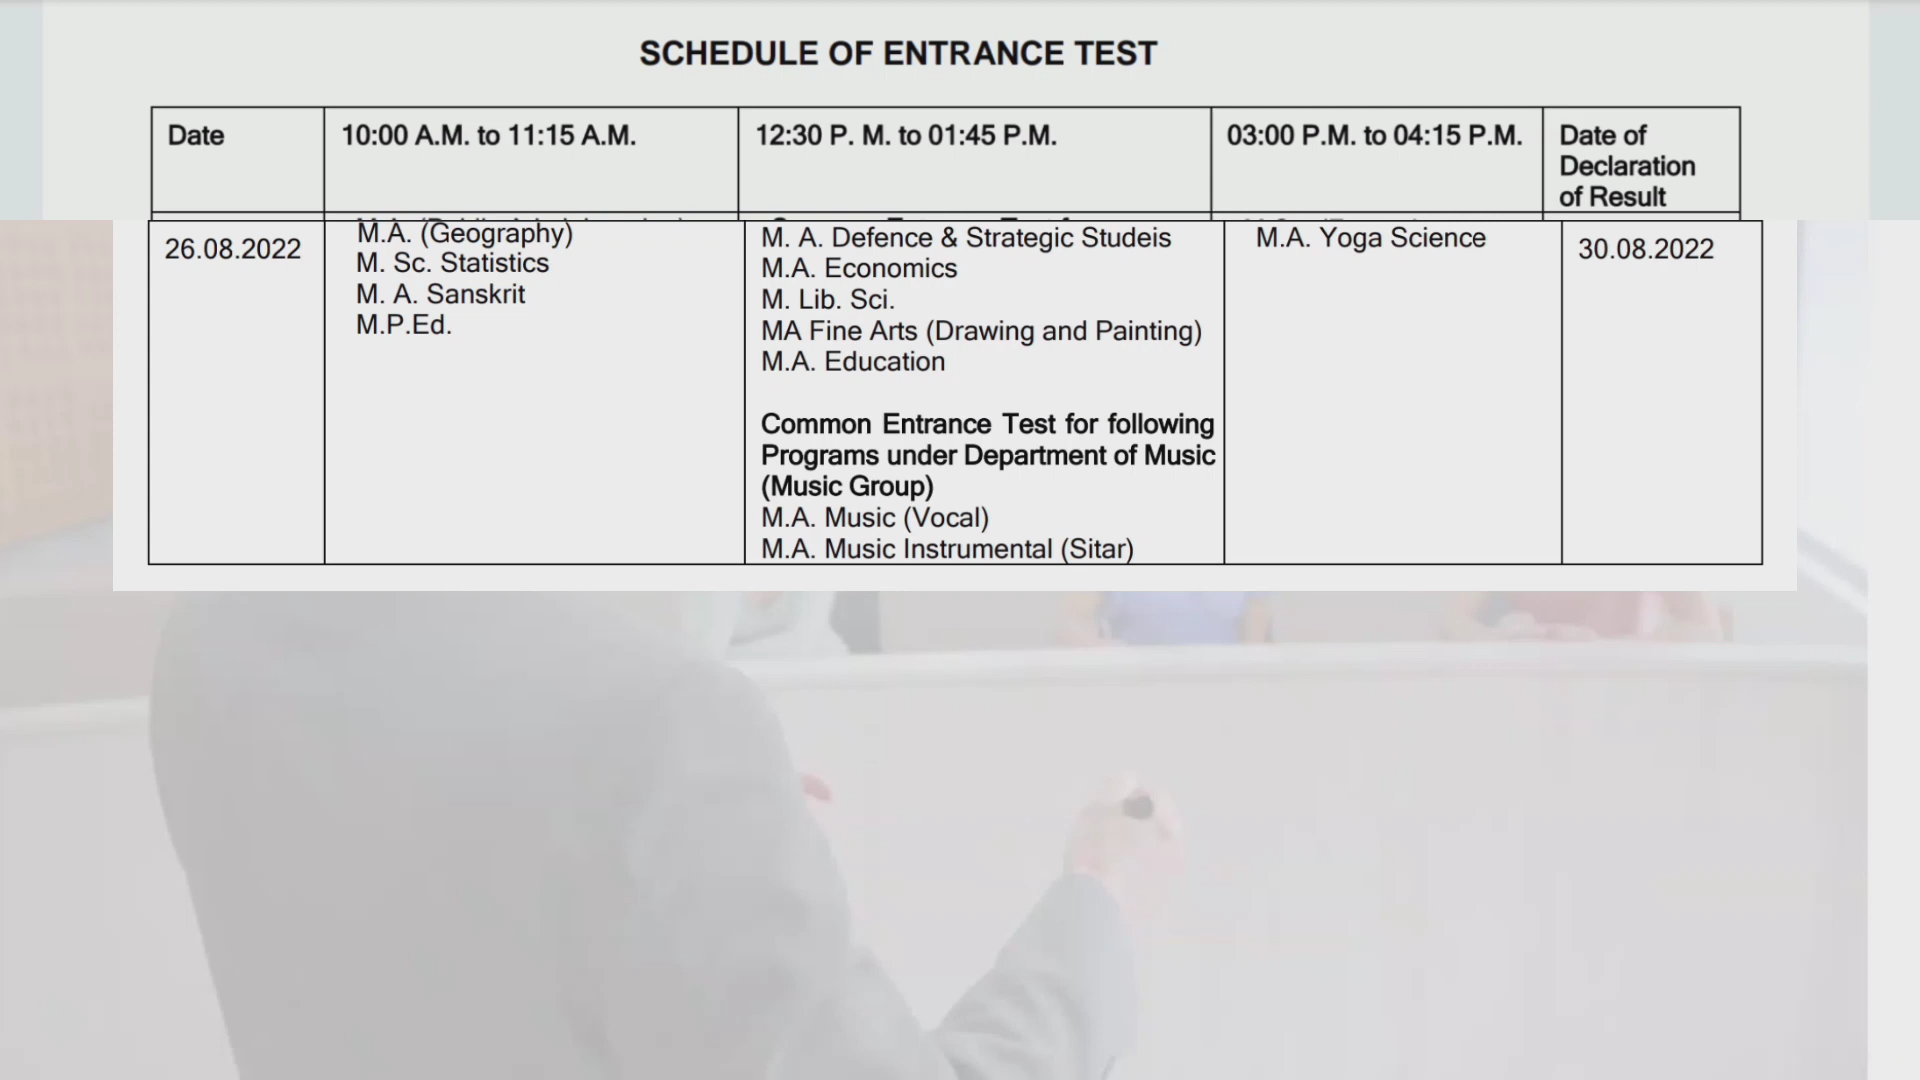 SCHEDULE OF ENTRANCE TEST
Date
10:00 A.M. to 11:15 A.M.
12:30 P. M. to 01:45 P.M.
03:00 P.M. to 04:15 P.M.
Date of
Declaration
of Result
26.08.2022
M.A. (Geography)
M. Sc. Statistics
M. A. Sanskrit
M.P.Ed.
M. A. Defence & Strategic Studeis
M.A. Economics
M. Lib. Sci.
MA Fine Arts (Drawing and Painting)
M.A. Education
Common Entrance Test for following
Programs under Department of Music
(Music Group)
M.A. Music (Vocal)
M.A. Music Instrumental (Sitar)
M.A. Yoga Science
30.08.2022